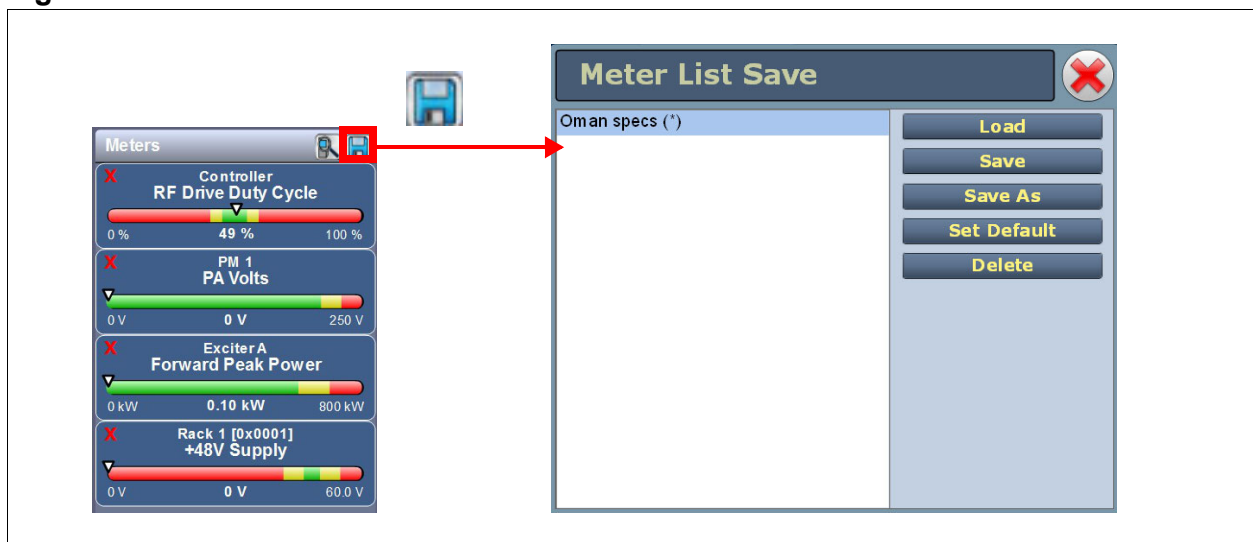 Meter List Save
Oman specs (*)
Load
Save
Save As
Set Default
Delete
Meters
X Controller
RF Drive Duty Cycle
0 % 49 % 100 %
X PM 1
PA Volts
0 V 0 V 250 V
X Exciter A
Forward Peak Power
0 kW 0.10 kW 800 kW
X Rack 1 [0x0001]
+48V Supply
0 V 0 V 60.0 V